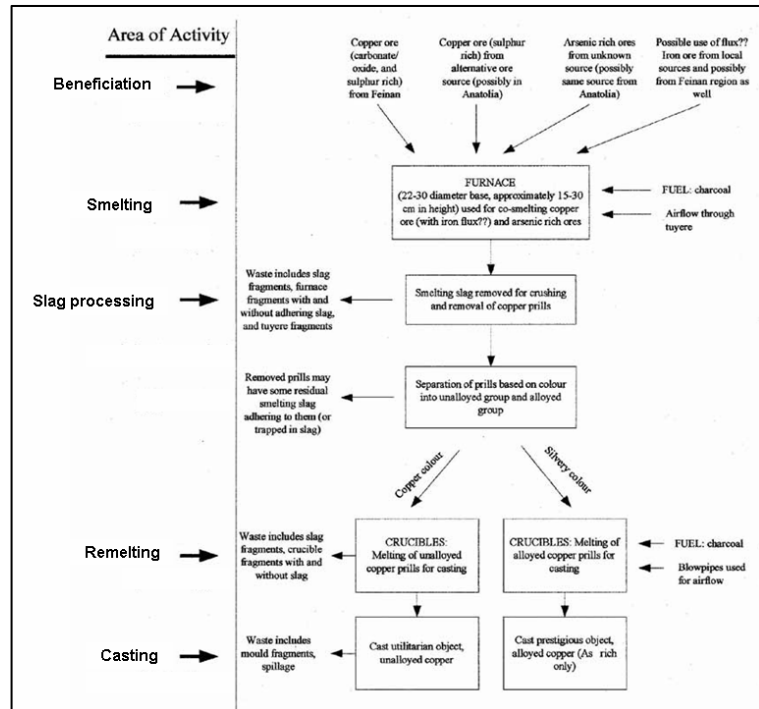 Area of Activity
Beneficiation
Copper ore
(carbonate/
oxide, and
sulphur rich)
from Feinan
Copper ore (sulphur
rich) from
alternative ore
source (possibly in
Anatolia)
Arsenic rich ores
from unknown
source (possibly
same source from
Anatolia)
Possible use of flux??
Iron ore from local
sources and possibly
from Feinan region as
well
Smelting
FURNACE
(22-30 diameter base, approximately 15-30
cm in height) used for co-smelting copper
ore (with iron flux??) and arsenic rich ores
FUEL: charcoal
Airflow through
tuyere
Slag processing
Waste includes slag
fragments, furnace
fragments with and
without adhering slag,
and tuyere fragments
Smelting slag removed for crushing
and removal of copper prills
Removed prills may
have some residual
smelting slag
adhering to them (or
trapped in slag)
Separation of prills based on colour
into unalloyed group and alloyed
group
Copper colour
Silvery colour
Remelting
Waste includes slag
fragments, crucible
fragments with and
without slag
CRUCIBLES:
Melting of unalloyed
copper prills for casting
CRUCIBLES: Melting of
alloyed copper prills for
casting
FUEL: charcoal
Blowpipes used
for airflow
Casting
Waste includes
mould fragments,
spillage
Cast utilitarian object,
unalloyed copper
Cast prestigious object,
alloyed copper (As rich
only)